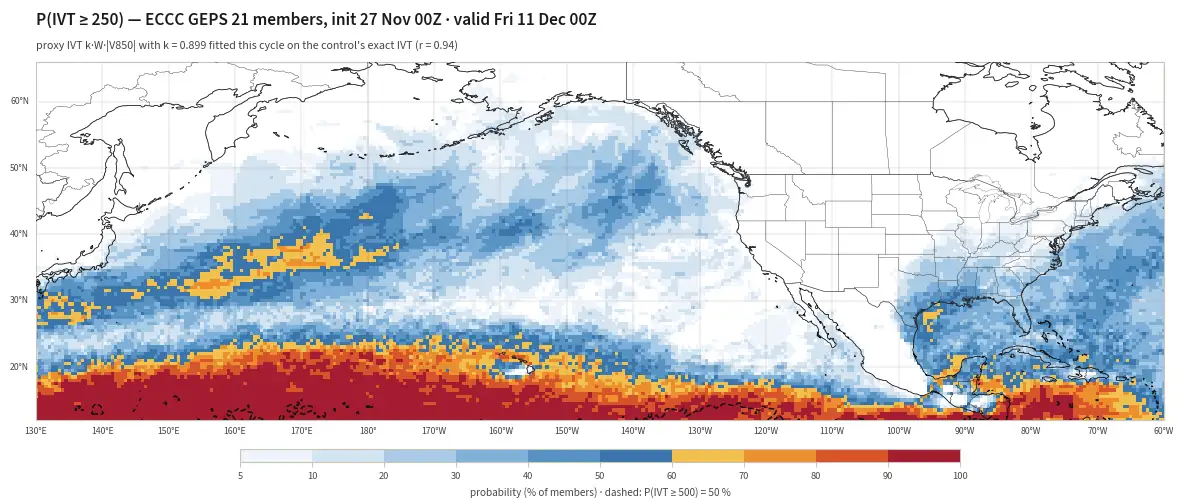 P(IVT ≥ 250) — ECCC GEPS 21 members, init 27 Nov 00Z · valid Fri 11 Dec 00Z
proxy IVT k·W·|V850| with k = 0.899 fitted this cycle on the control's exact IVT (r = 0.94)
60°N
50°N
40°N
30°N
20°N
130°E 140°E 150°E 160°E 170°E 180° 170°W 160°W 150°W 140°W 130°W 120°W 110°W 100°W 90°W 80°W 70°W 60°W
5 10 20 30 40 50 60 70 80 90 100
probability (% of members) · dashed: P(IVT ≥ 500) = 50 %